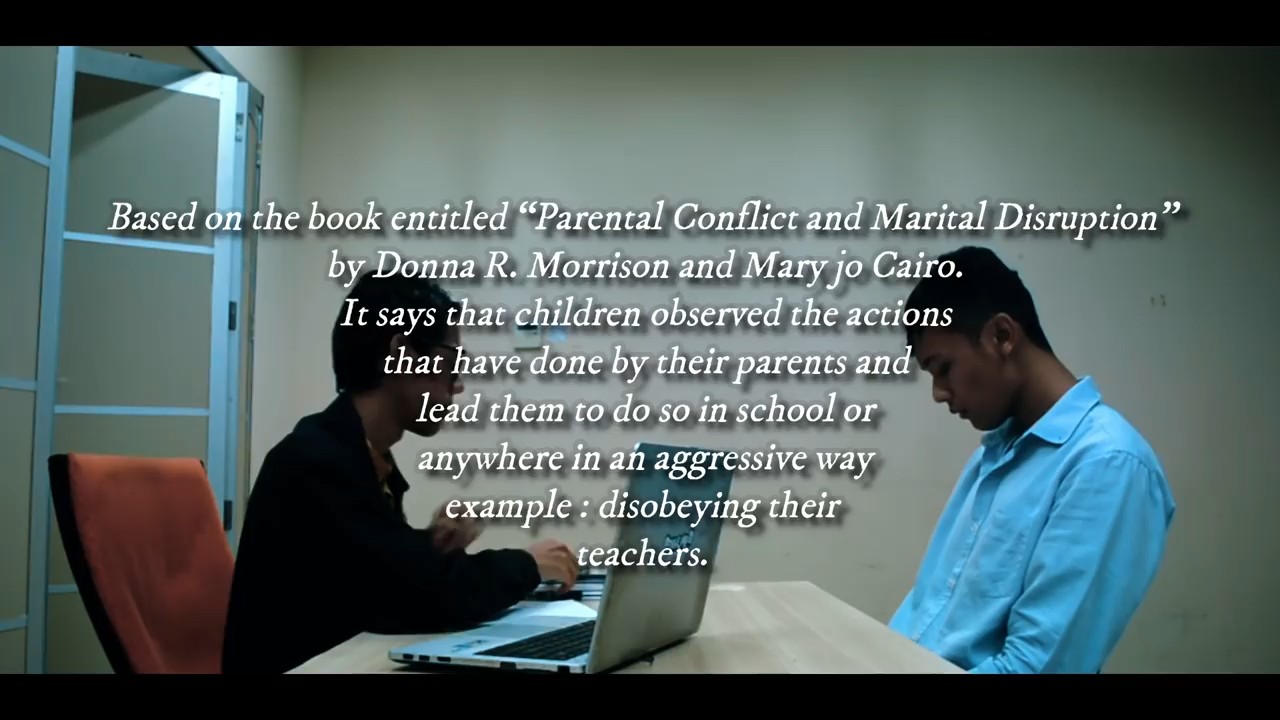 Based on the book entitled “Parental Conflict and Marital Disruption”
by Donna R. Morrison and Mary jo Cairo.
It says that children observed the actions
that have done by their parents and
lead them to do so in school or
anywhere in an aggressive way
example : disobeying their
teachers.